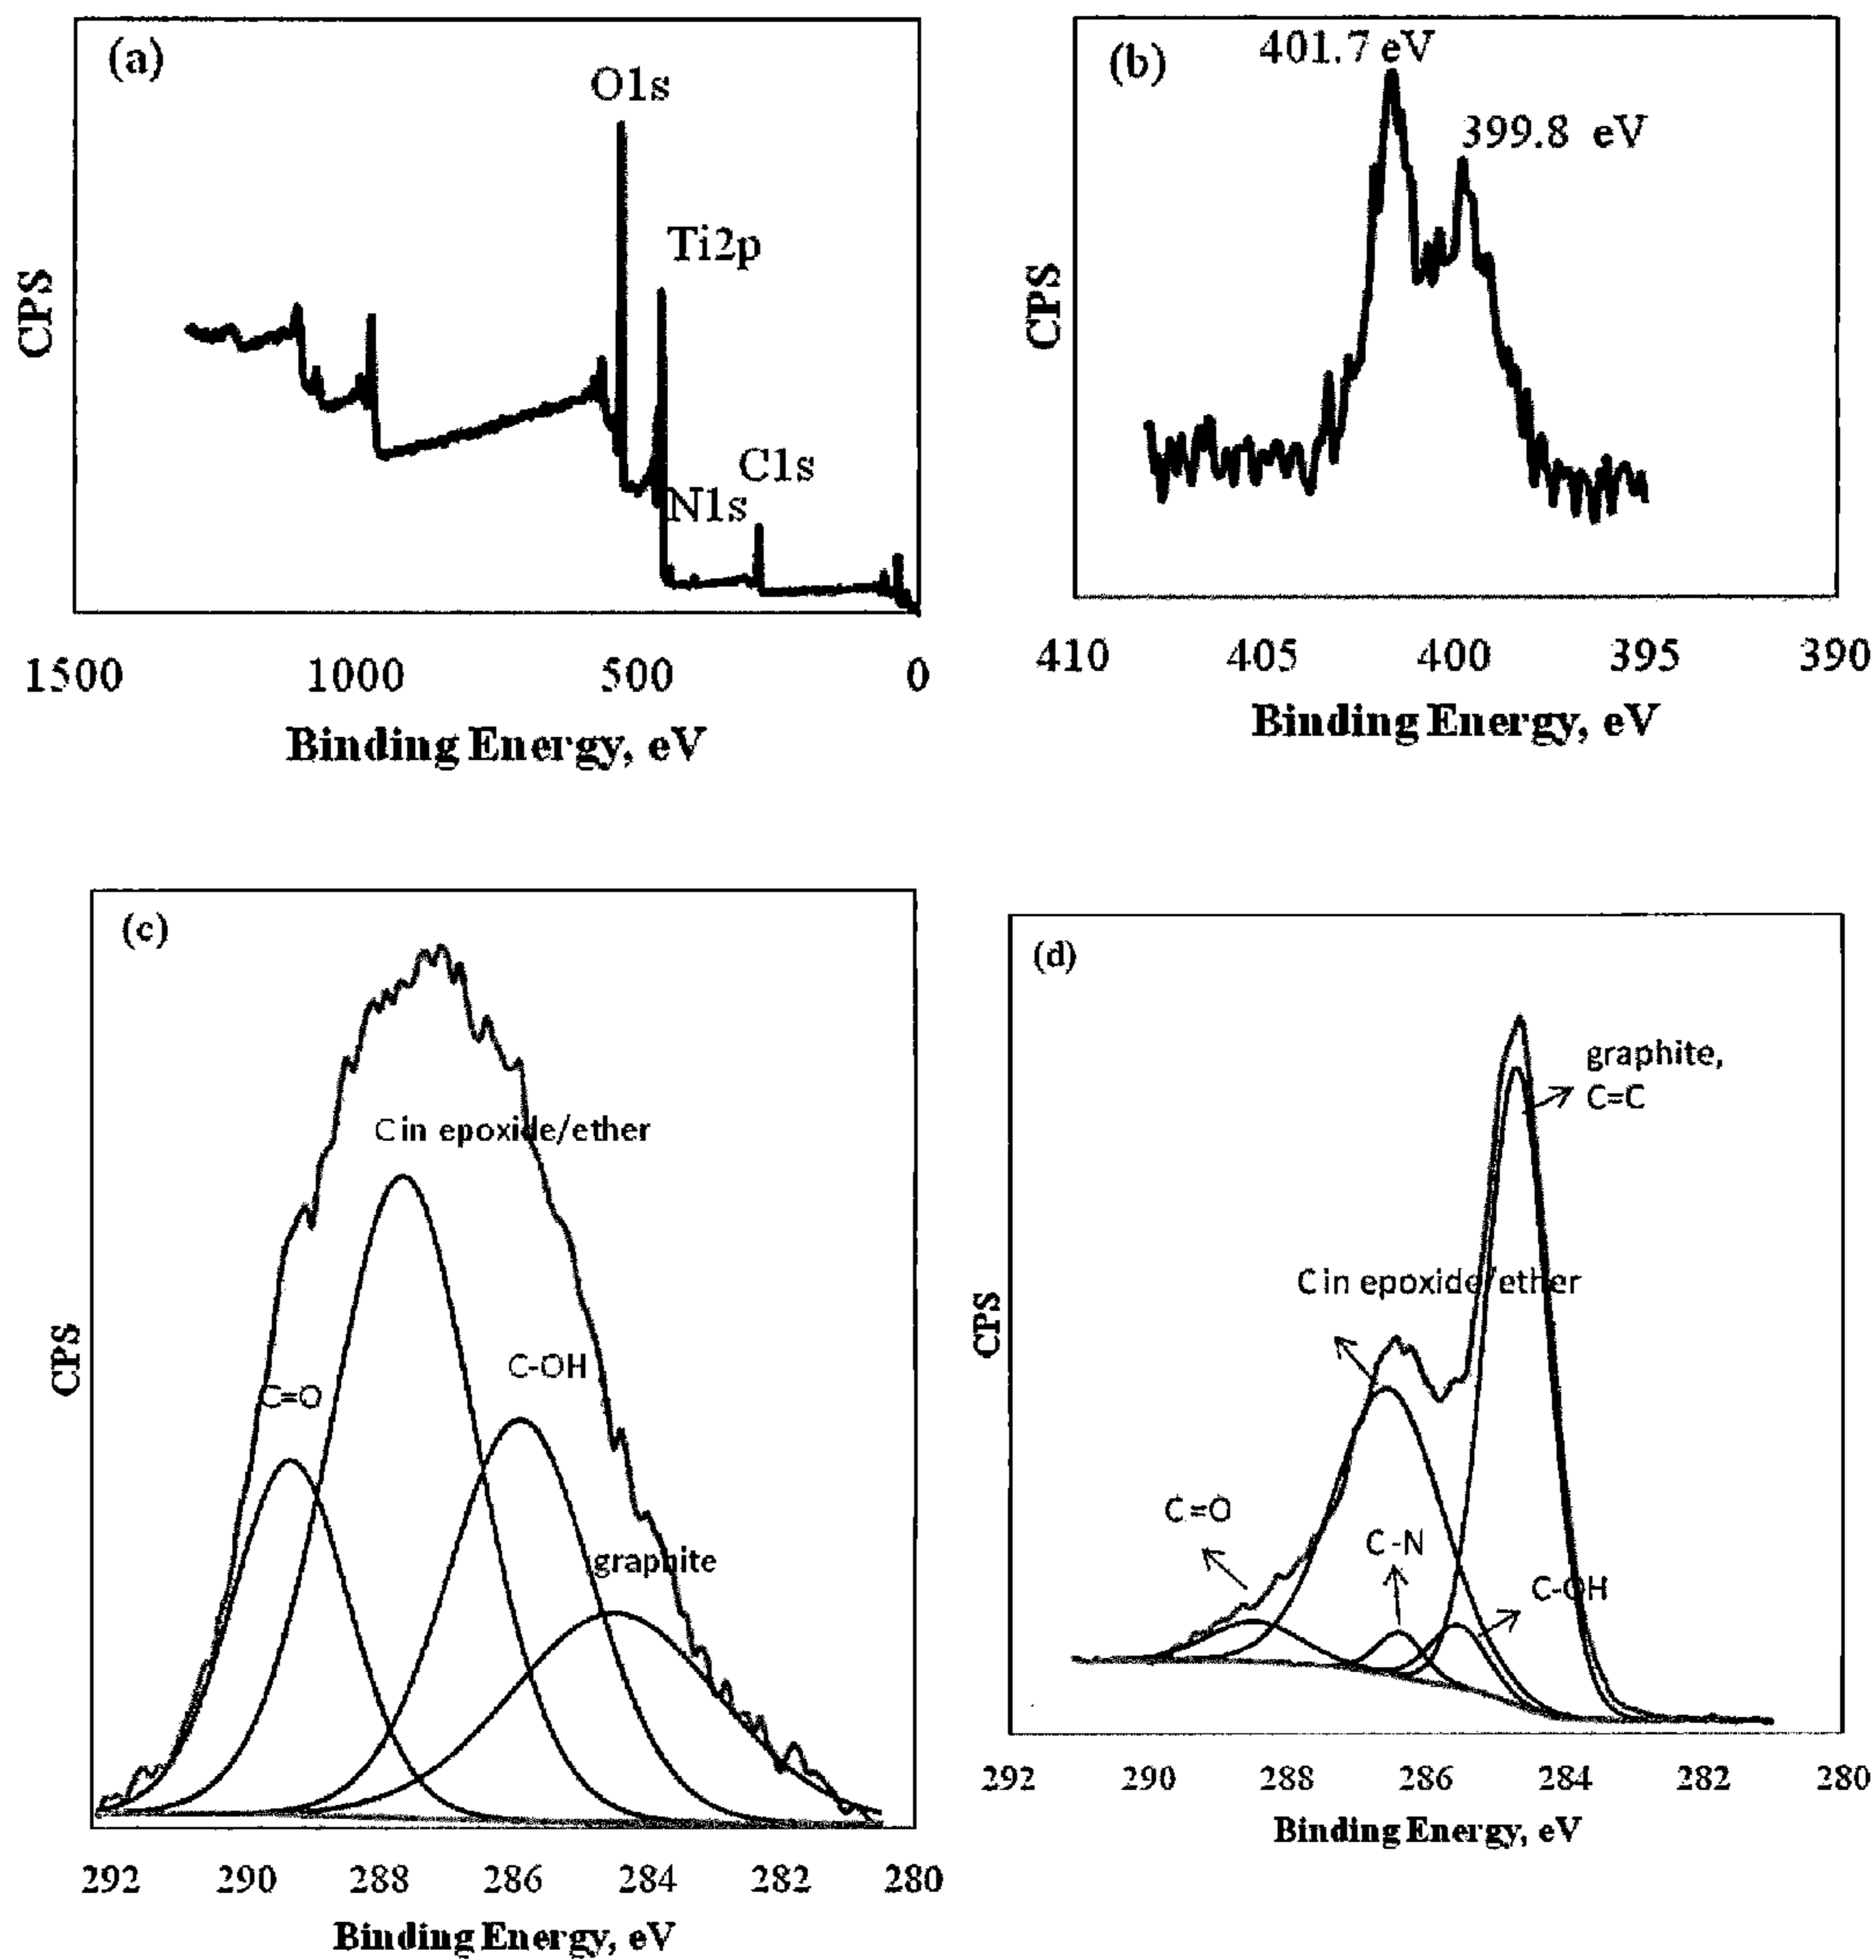 (a)
O1s
Ti2p
C1s
N1s
CPS
1500 1000 500 0
Binding Energy, eV
(b)
401.7 eV
399.8 eV
CPS
410 405 400 395 390
Binding Energy, eV
(c)
C in epoxide/ether
C-OH
C=O
graphite
CPS
292 290 288 286 284 282 280
Binding Energy, eV
(d)
graphite,
C=C
C in epoxide/ether
C=O
C-N
C-OH
CPS
292 290 288 286 284 282 280
Binding Energy, eV